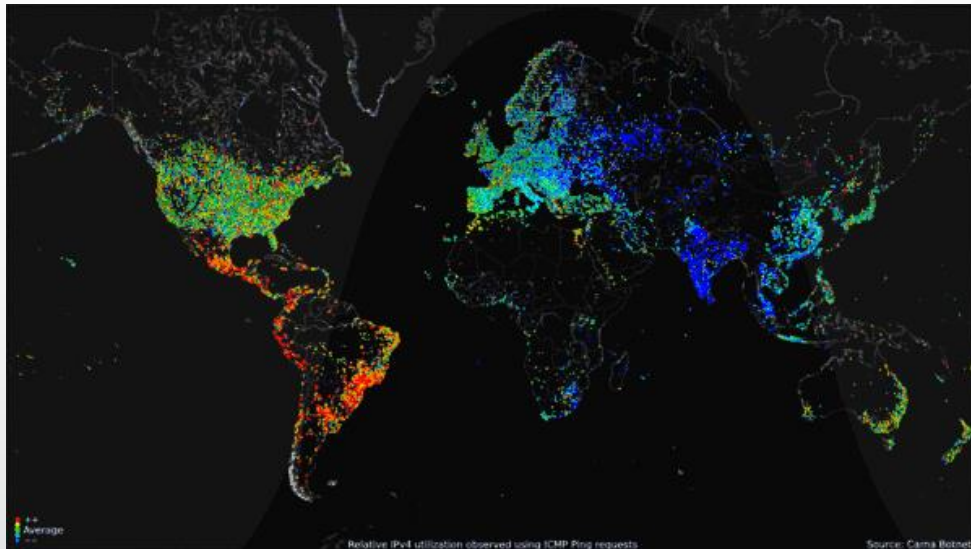 ++
Average
--
Relative IPv4 utilization observed using ICMP Ping requests
Source: Carna Botnet